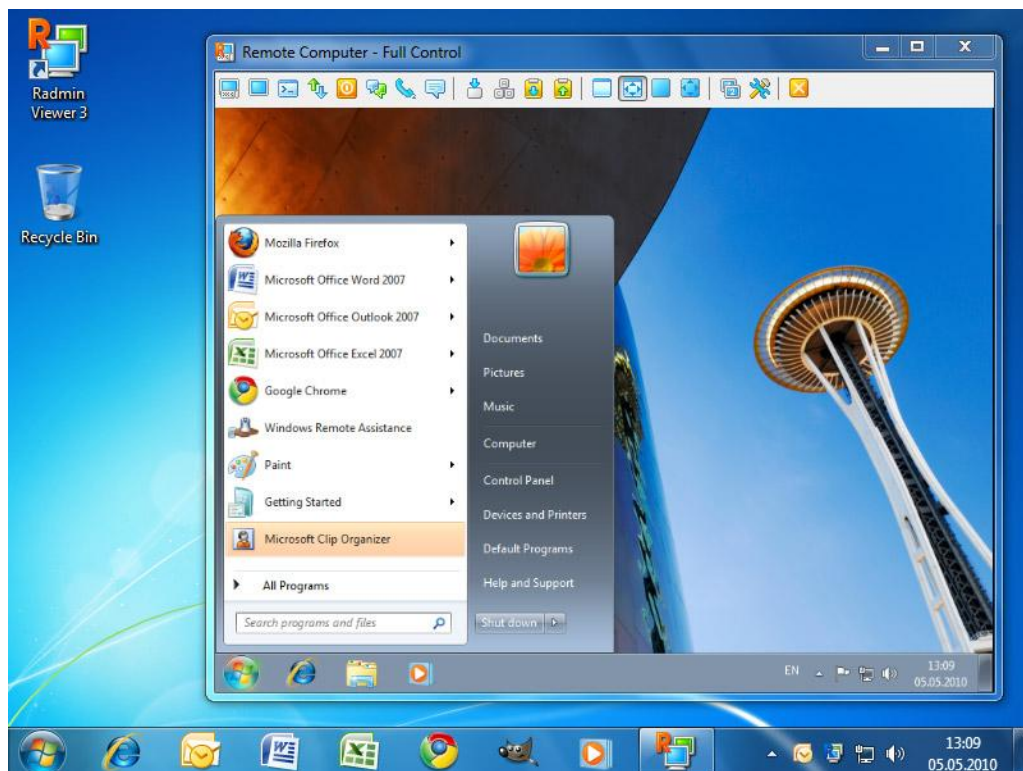 Radmin
Viewer 3
Recycle Bin
Remote Computer - Full Control
Mozilla Firefox
Microsoft Office Word 2007
Microsoft Office Outlook 2007
Microsoft Office Excel 2007
Google Chrome
Windows Remote Assistance
Paint
Getting Started
Microsoft Clip Organizer
All Programs
Search programs and files
Documents
Pictures
Music
Computer
Control Panel
Devices and Printers
Default Programs
Help and Support
Shut down
EN
13:09
05.05.2010
13:09
05.05.2010